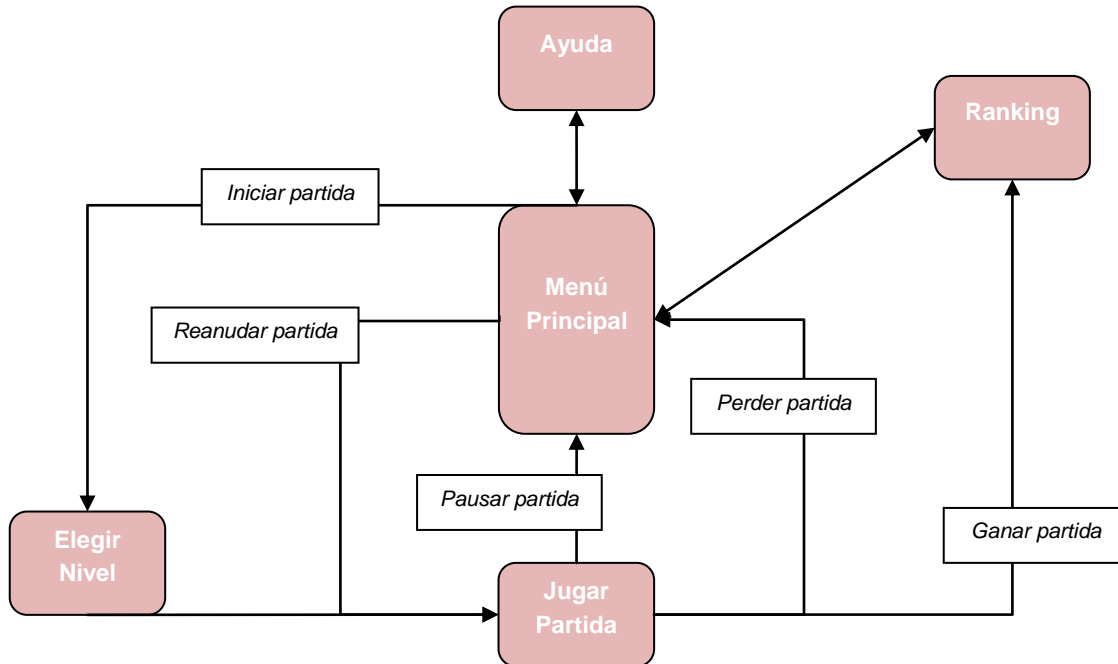 Ayuda
Ranking
Iniciar partida
Menú
Principal
Reanudar partida
Perder partida
Pausar partida
Ganar partida
Elegir
Nivel
Jugar
Partida